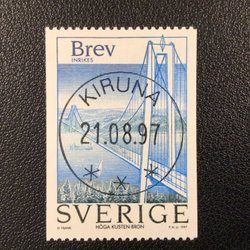 Brev
INRIKES
KIRUNA
21.08.97
SVERIGE
HÖGA KUSTEN-BRON